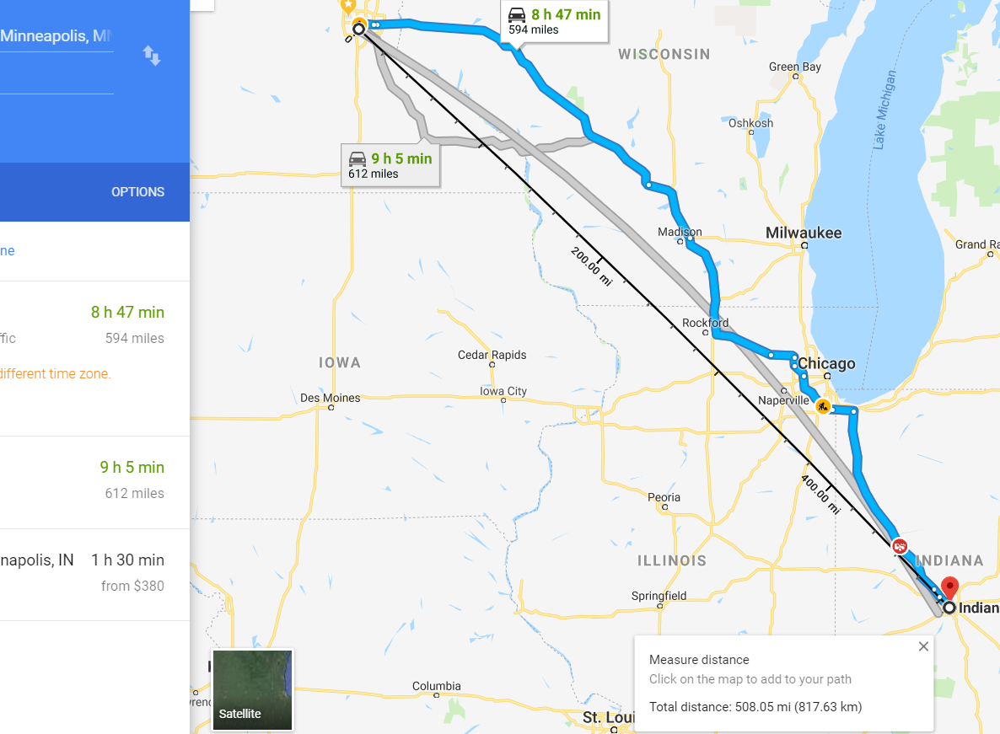 Minneapolis, MN
OPTIONS
ne
8 h 47 min
ffic
594 miles
different time zone.
9 h 5 min
612 miles
napolis, IN 1 h 30 min
from $380
8 h 47 min
594 miles
WISCONSIN
Green Bay
Oshkosh
Lake Michigan
0
9 h 5 min
612 miles
Madison
Milwaukee
Grand Ra
200.00 mi
Rockford
Cedar Rapids
IOWA
Chicago
Iowa City
Des Moines
Naperville
400.00 mi
Peoria
ILLINOIS
INDIANA
Springfield
Indian
Columbia
wrenc
St. Loui
Satellite
Measure distance
Click on the map to add to your path
Total distance: 508.05 mi (817.63 km)